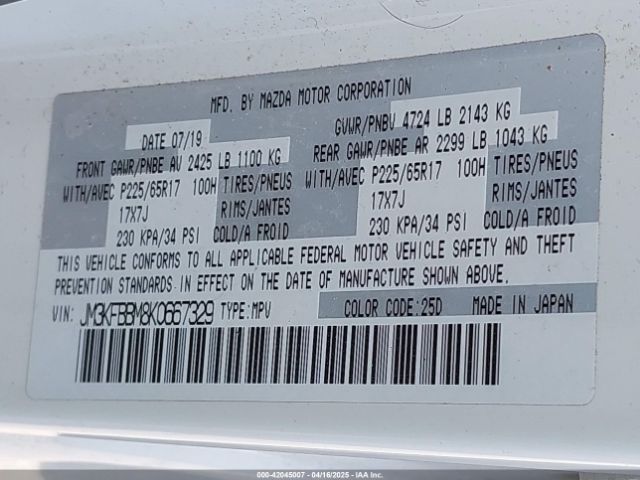 MFD. BY MAZDA MOTOR CORPORATION
DATE 07/19 GVWR/PNBV 4724 LB 2143 KG
FRONT GAWR/PNBE AV 2425 LB 1100 KG REAR GAWR/PNBE AR 2299 LB 1043 KG
WITH/AVEC P225/65R17 100H TIRES/PNEUS WITH/AVEC P225/65R17 100H TIRES/PNEUS
17X7J RIMS/JANTES 17X7J RIMS/JANTES
230 KPA/34 PSI COLD/A FROID 230 KPA/34 PSI COLD/A FROID
THIS VEHICLE CONFORMS TO ALL APPLICABLE FEDERAL MOTOR VEHICLE SAFETY AND THEFT
PREVENTION STANDARDS IN EFFECT ON THE DATE OF MANUFACTURE SHOWN ABOVE.
VIN: JM3KFBBM8K0667329 TYPE: MPV COLOR CODE: 25D MADE IN JAPAN
000-42045007 - 04/16/2025 - IAA Inc.